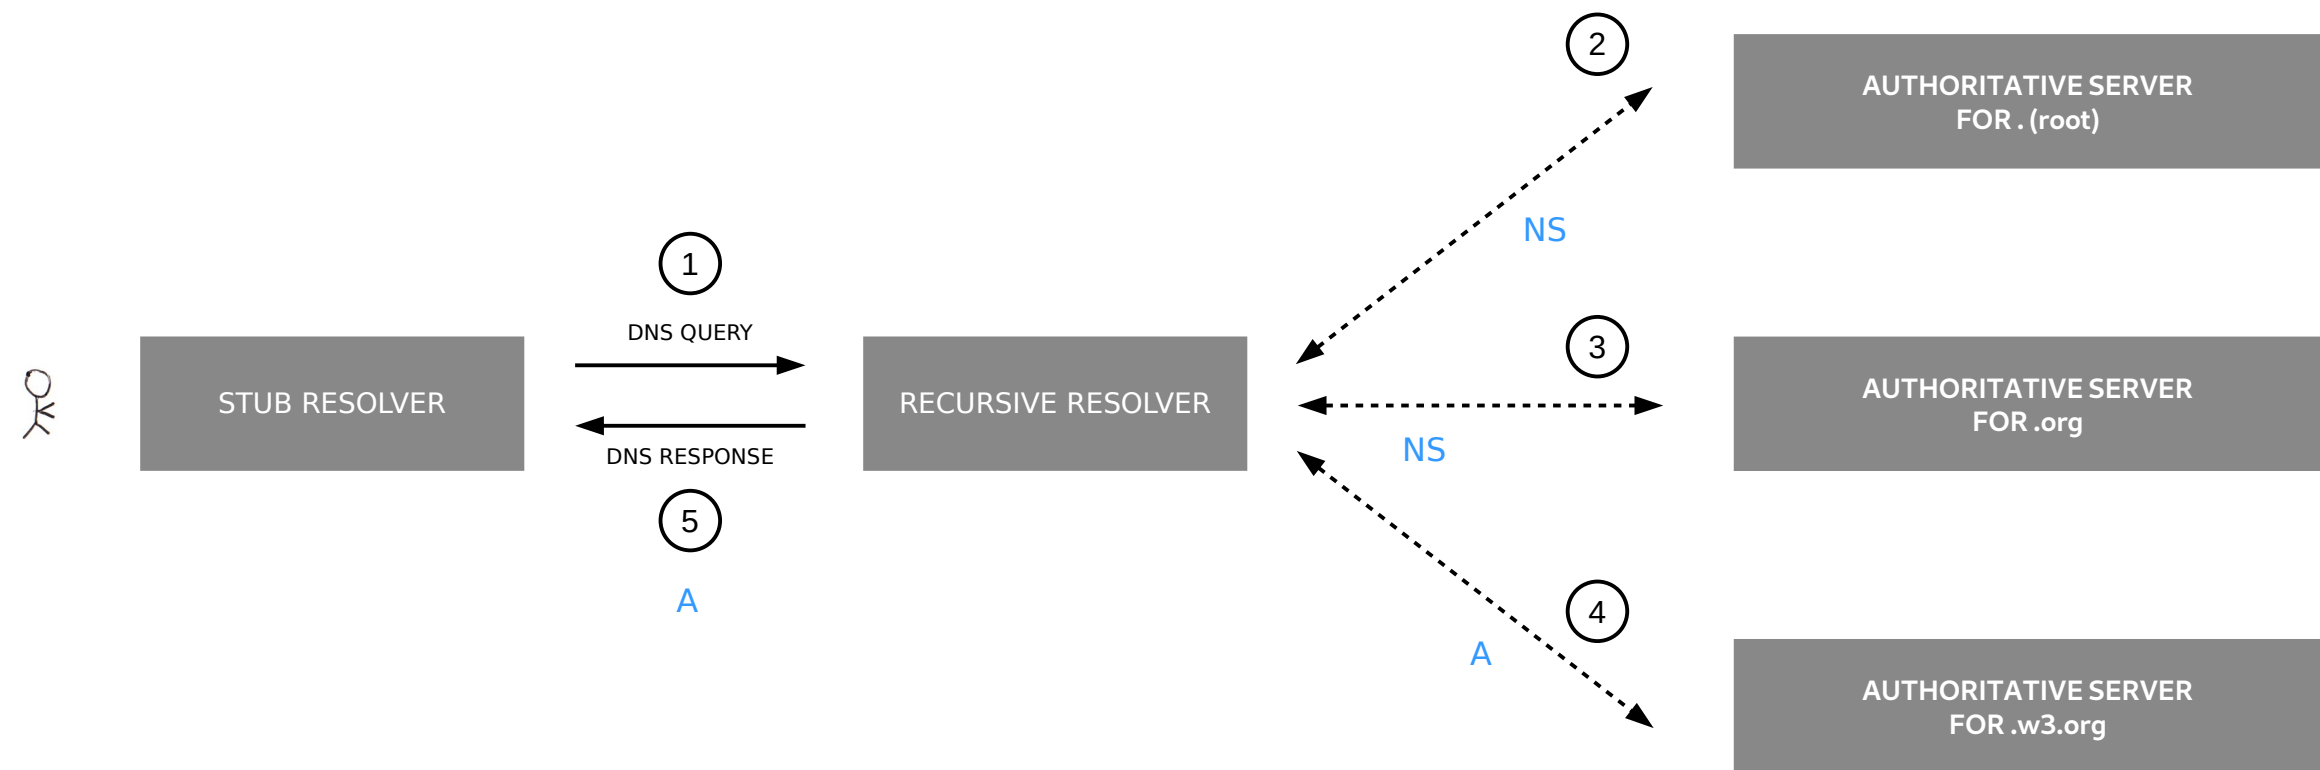 2
AUTHORITATIVE SERVER
FOR . (root)
NS
1
DNS QUERY
3
STUB RESOLVER
RECURSIVE RESOLVER
AUTHORITATIVE SERVER
FOR .org
NS
DNS RESPONSE
5
A
4
A
AUTHORITATIVE SERVER
FOR .w3.org